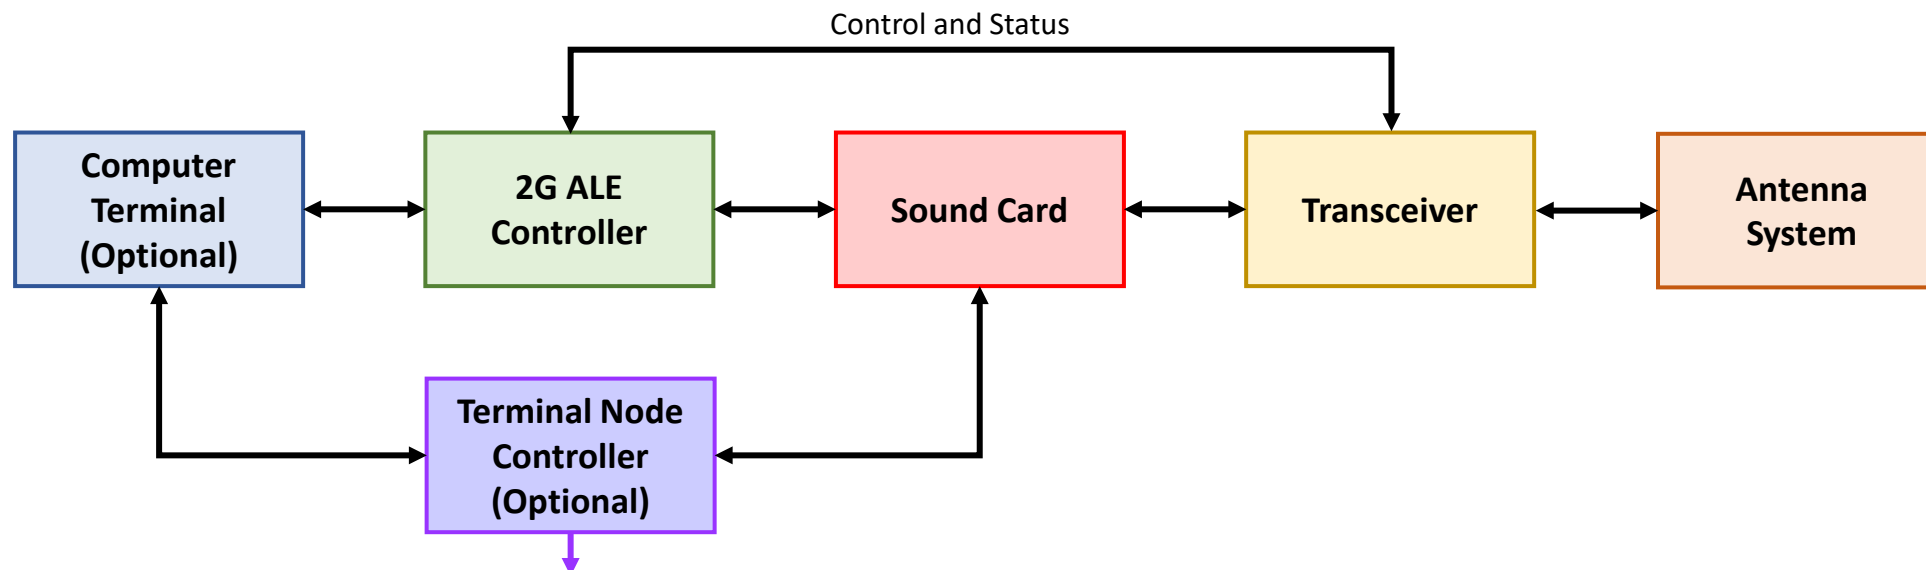 Control and Status
Computer
Terminal
(Optional)
2G ALE
Controller
Sound Card
Transceiver
Antenna
System
Terminal Node
Controller
(Optional)